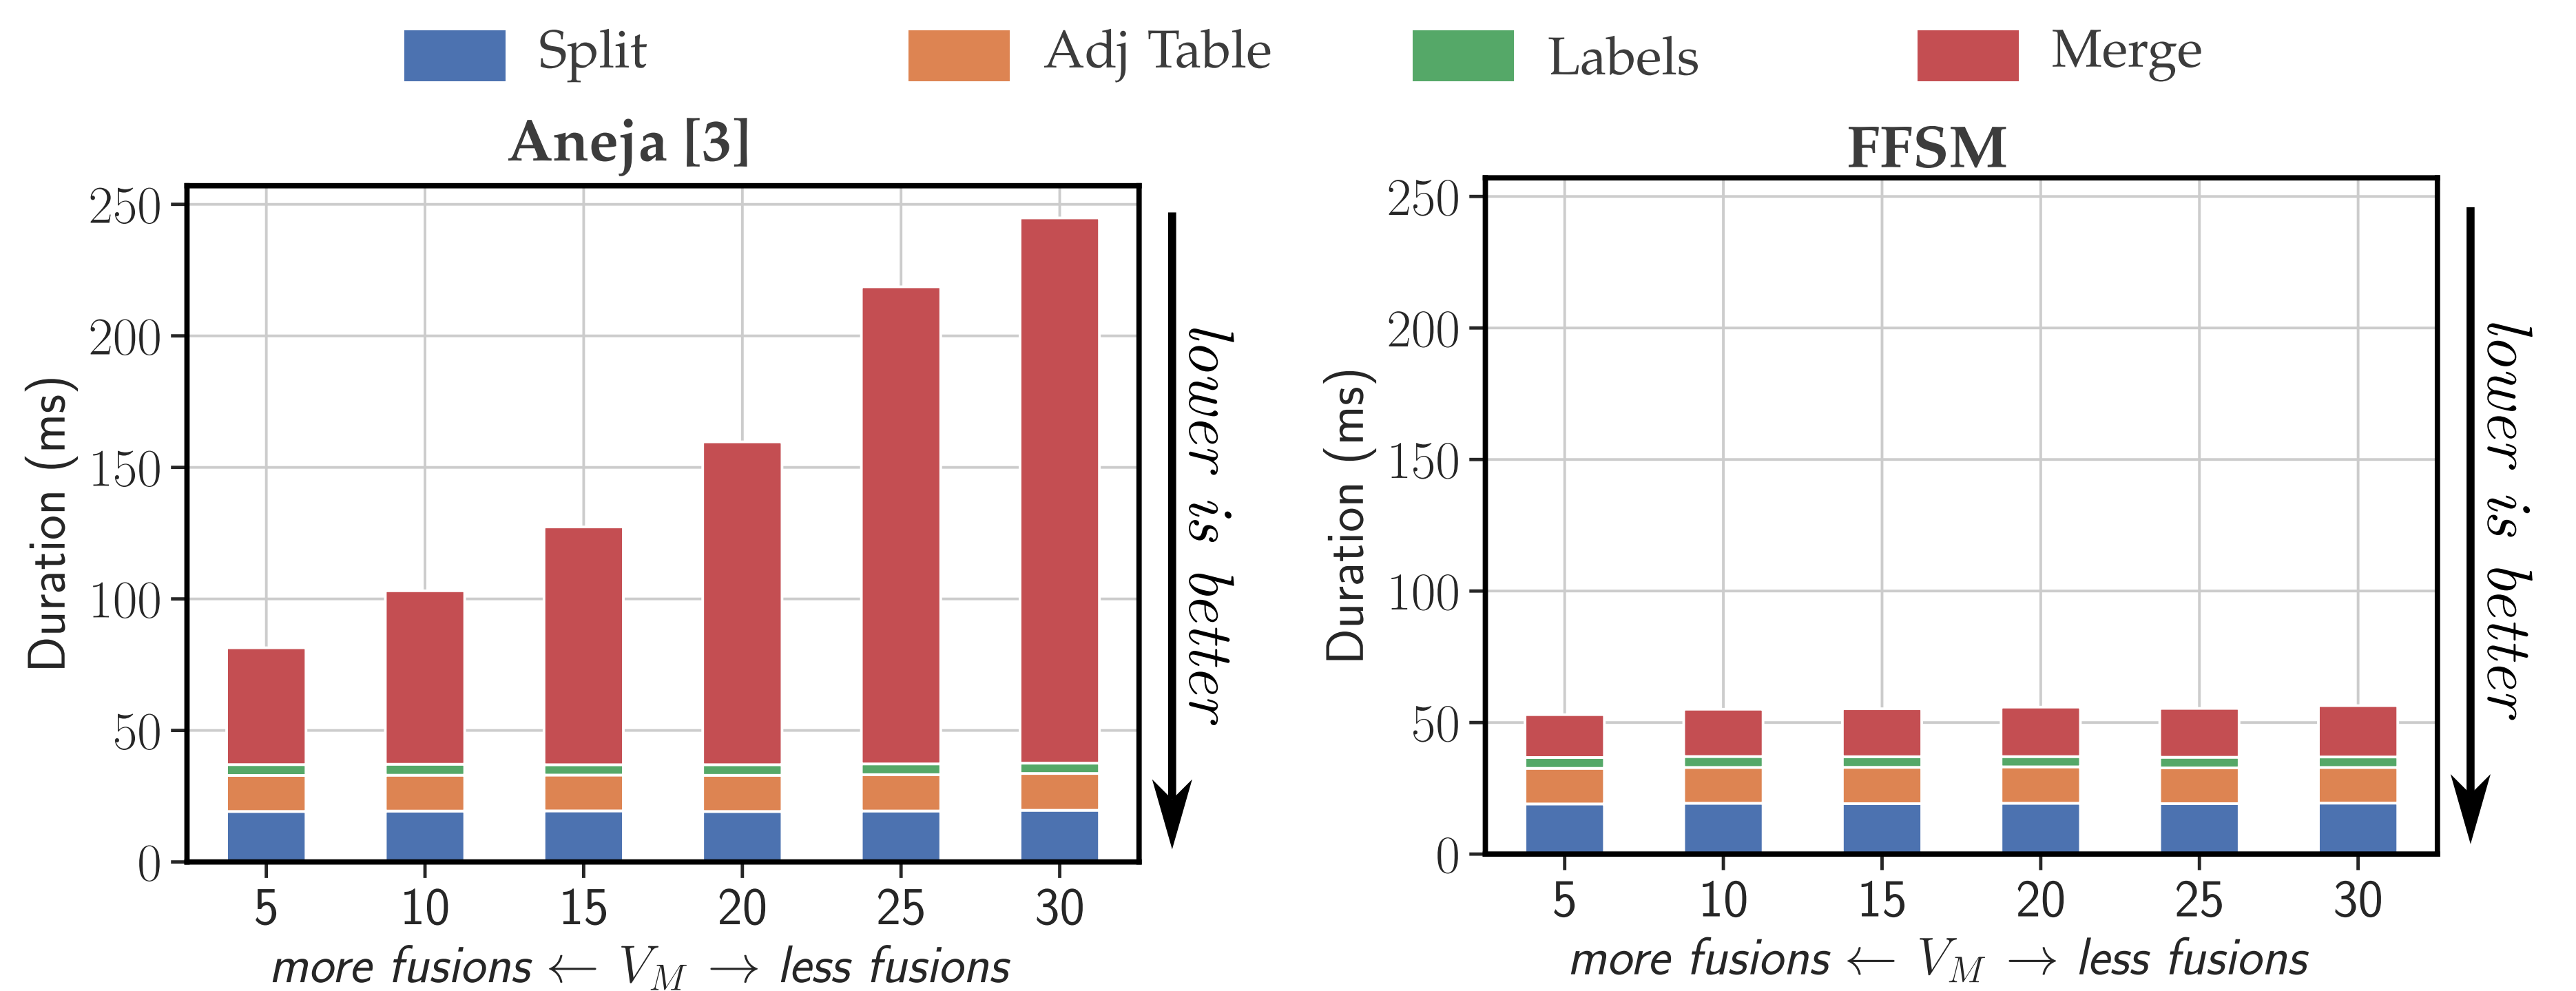 Split Adj Table Labels Merge
Aneja [3]
250
200
150
100
50
0
Duration (ms)
5 10 15 20 25 30
more fusions ← V_M → less fusions
lower is better
FFSM
250
200
150
100
50
0
Duration (ms)
5 10 15 20 25 30
more fusions ← V_M → less fusions
lower is better